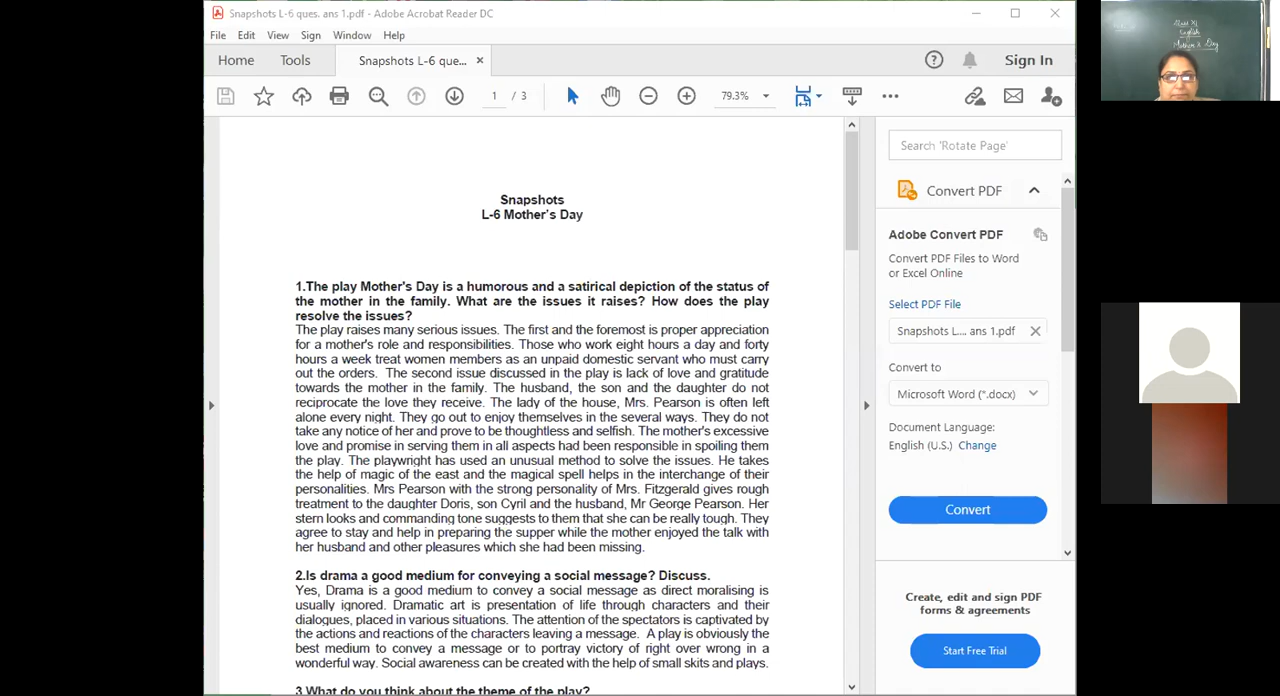 Snapshots L-6 ques. ans 1.pdf - Adobe Acrobat Reader DC
File Edit View Sign Window Help
Home Tools Snapshots L-6 que... × Sign In
1 / 3 79.3%
Snapshots
L-6 Mother's Day
1.The play Mother's Day is a humorous and a satirical depiction of the status of
the mother in the family. What are the issues it raises? How does the play
resolve the issues?
The play raises many serious issues. The first and the foremost is proper appreciation
for a mother's role and responsibilities. Those who work eight hours a day and forty
hours a week treat women members as an unpaid domestic servant who must carry
out the orders. The second issue discussed in the play is lack of love and gratitude
towards the mother in the family. The husband, the son and the daughter do not
reciprocate the love they receive. The lady of the house, Mrs. Pearson is often left
alone every night. They go out to enjoy themselves in the several ways. They do not
take any notice of her and prove to be thoughtless and selfish. The mother's excessive
love and promise in serving them in all aspects had been responsible in spoiling them
the play. The playwright has used an unusual method to solve the issues. He takes
the help of magic of the east and the magical spell helps in the interchange of their
personalities. Mrs Pearson with the strong personality of Mrs. Fitzgerald gives rough
treatment to the daughter Doris, son Cyril and the husband, Mr George Pearson. Her
stern looks and commanding tone suggests to them that she can be really tough. They
agree to stay and help in preparing the supper while the mother enjoyed the talk with
her husband and other pleasures which she had been missing.
2.Is drama a good medium for conveying a social message? Discuss.
Yes, Drama is a good medium to convey a social message as direct moralising is
usually ignored. Dramatic art is presentation of life through characters and their
dialogues, placed in various situations. The attention of the spectators is captivated by
the actions and reactions of the characters leaving a message. A play is obviously the
best medium to convey a message or to portray victory of right over wrong in a
wonderful way. Social awareness can be created with the help of small skits and plays.
3.What do you think about the theme of the play?
Search 'Rotate Page'
Convert PDF
Adobe Convert PDF
Convert PDF Files to Word
or Excel Online
Select PDF File
Snapshots L.... ans 1.pdf
Convert to
Microsoft Word (*.docx)
Document Language:
English (U.S.) Change
Convert
Create, edit and sign PDF
forms & agreements
Start Free Trial
Class XI
English
Mother's Day